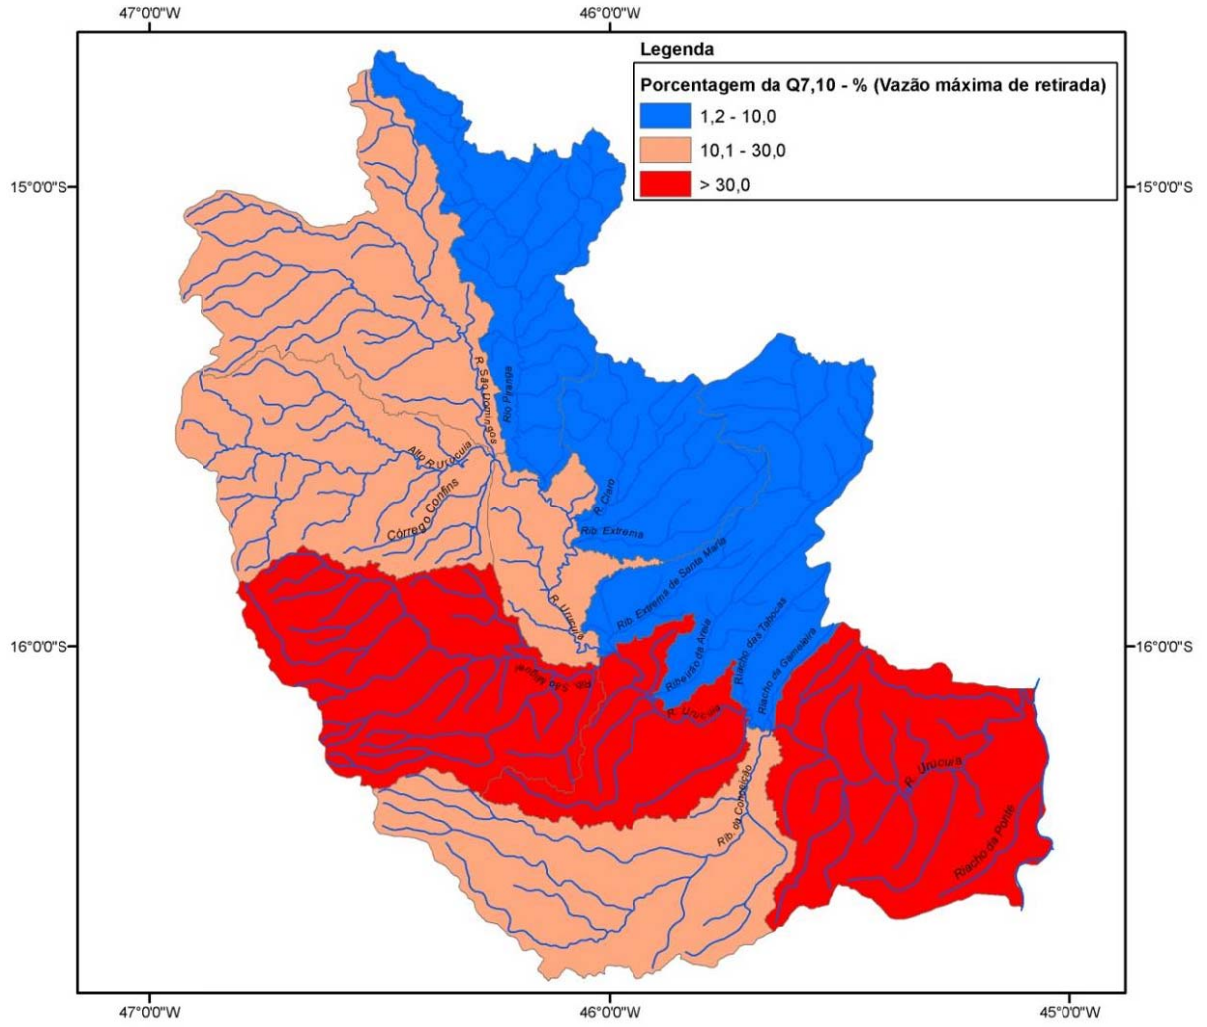 47°0'0"W
46°0'0"W
Legenda
Porcentagem da Q7,10 - % (Vazão máxima de retirada)
1,2 - 10,0
10,1 - 30,0
> 30,0
15°0'0"S
15°0'0"S
R. São Domingos
Rio Piranga
Alto R. Urucuia
Córrego Confins
R. Claro
Rib. Extrema
Rib. Extrema de Santa Maria
R. Urucuia
Riacho das Tabocas
Riacho da Gameleira
Ribeirão da Areia
16°0'0"S
16°0'0"S
Rib. São Miguel
R. Urucuia
Rib. da Conceição
R. Urucuia
Riacho da Ponte
47°0'0"W
46°0'0"W
45°0'0"W